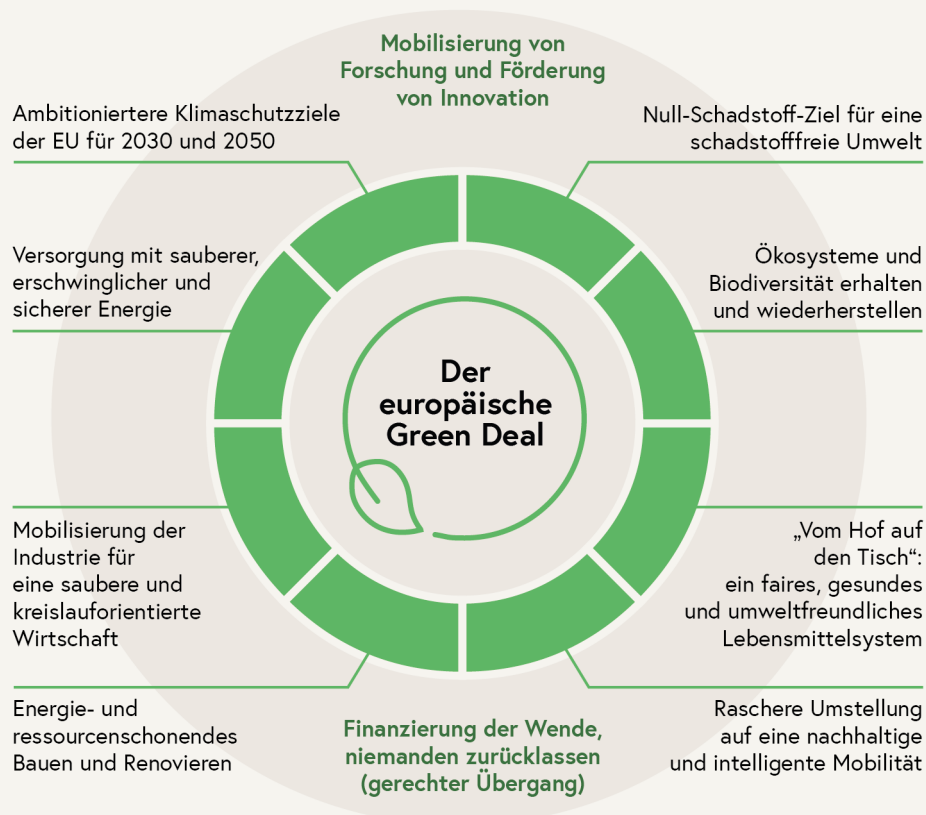 Mobilisierung von
Forschung und Förderung
von Innovation
Ambitioniertere Klimaschutzziele
der EU für 2030 und 2050
Null-Schadstoff-Ziel für eine
schadstofffreie Umwelt
Versorgung mit sauberer,
erschwinglicher und
sicherer Energie
Ökosysteme und
Biodiversität erhalten
und wiederherstellen
Der
europäische
Green Deal
Mobilisierung der
Industrie für
eine saubere und
kreislauforientierte
Wirtschaft
„Vom Hof auf
den Tisch“:
ein faires, gesundes
und umweltfreundliches
Lebensmittelsystem
Energie- und
ressourcenschonendes
Bauen und Renovieren
Finanzierung der Wende,
niemanden zurücklassen
(gerechter Übergang)
Raschere Umstellung
auf eine nachhaltige
und intelligente Mobilität